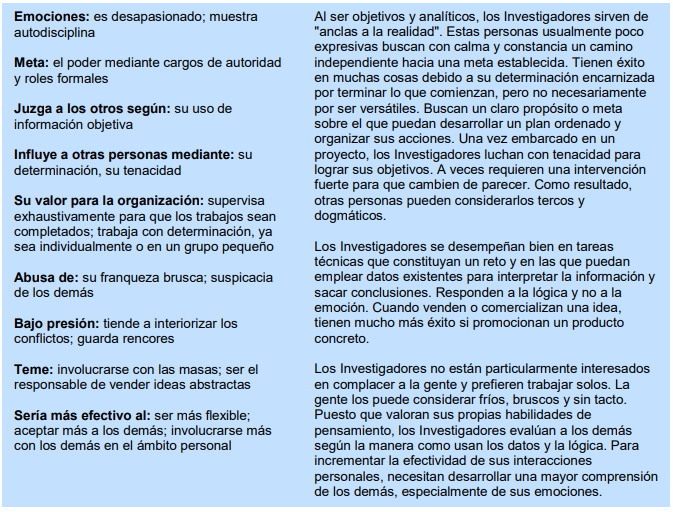 Emociones: es desapasionado; muestra
autodisciplina
Meta: el poder mediante cargos de autoridad
y roles formales
Juzga a los otros según: su uso de
información objetiva
Influye a otras personas mediante: su
determinación, su tenacidad
Su valor para la organización: supervisa
exhaustivamente para que los trabajos sean
completados; trabaja con determinación, ya
sea individualmente o en un grupo pequeño
Abusa de: su franqueza brusca; suspicacia
de los demás
Bajo presión: tiende a interiorizar los
conflictos; guarda rencores
Teme: involucrarse con las masas; ser el
responsable de vender ideas abstractas
Sería más efectivo al: ser más flexible;
aceptar más a los demás; involucrarse más
con los demás en el ámbito personal
Al ser objetivos y analíticos, los Investigadores sirven de
"anclas a la realidad". Estas personas usualmente poco
expresivas buscan con calma y constancia un camino
independiente hacia una meta establecida. Tienen éxito
en muchas cosas debido a su determinación encarnizada
por terminar lo que comienzan, pero no necesariamente
por ser versátiles. Buscan un claro propósito o meta
sobre el que puedan desarrollar un plan ordenado y
organizar sus acciones. Una vez embarcado en un
proyecto, los Investigadores luchan con tenacidad para
lograr sus objetivos. A veces requieren una intervención
fuerte para que cambien de parecer. Como resultado,
otras personas pueden considerarlos tercos y
dogmáticos.
Los Investigadores se desempeñan bien en tareas
técnicas que constituyan un reto y en las que puedan
emplear datos existentes para interpretar la información y
sacar conclusiones. Responden a la lógica y no a la
emoción. Cuando venden o comercializan una idea,
tienen mucho más éxito si promocionan un producto
concreto.
Los Investigadores no están particularmente interesados
en complacer a la gente y prefieren trabajar solos. La
gente los puede considerar fríos, bruscos y sin tacto.
Puesto que valoran sus propias habilidades de
pensamiento, los Investigadores evalúan a los demás
según la manera como usan los datos y la lógica. Para
incrementar la efectividad de sus interacciones
personales, necesitan desarrollar una mayor comprensión
de los demás, especialmente de sus emociones.